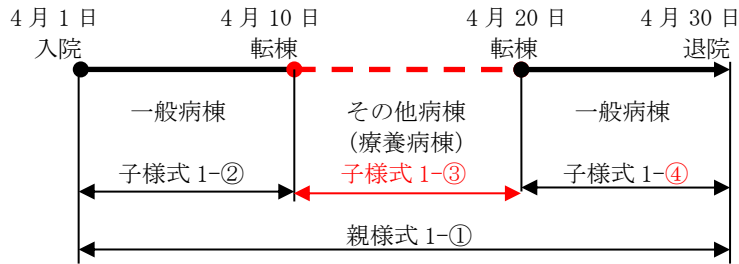 4月1日 4月10日 4月20日 4月30日
入院 転棟 転棟 退院
一般病棟 その他病棟 一般病棟
(療養病棟)
子様式 1-② 子様式 1-③ 子様式 1-④
親様式 1-①